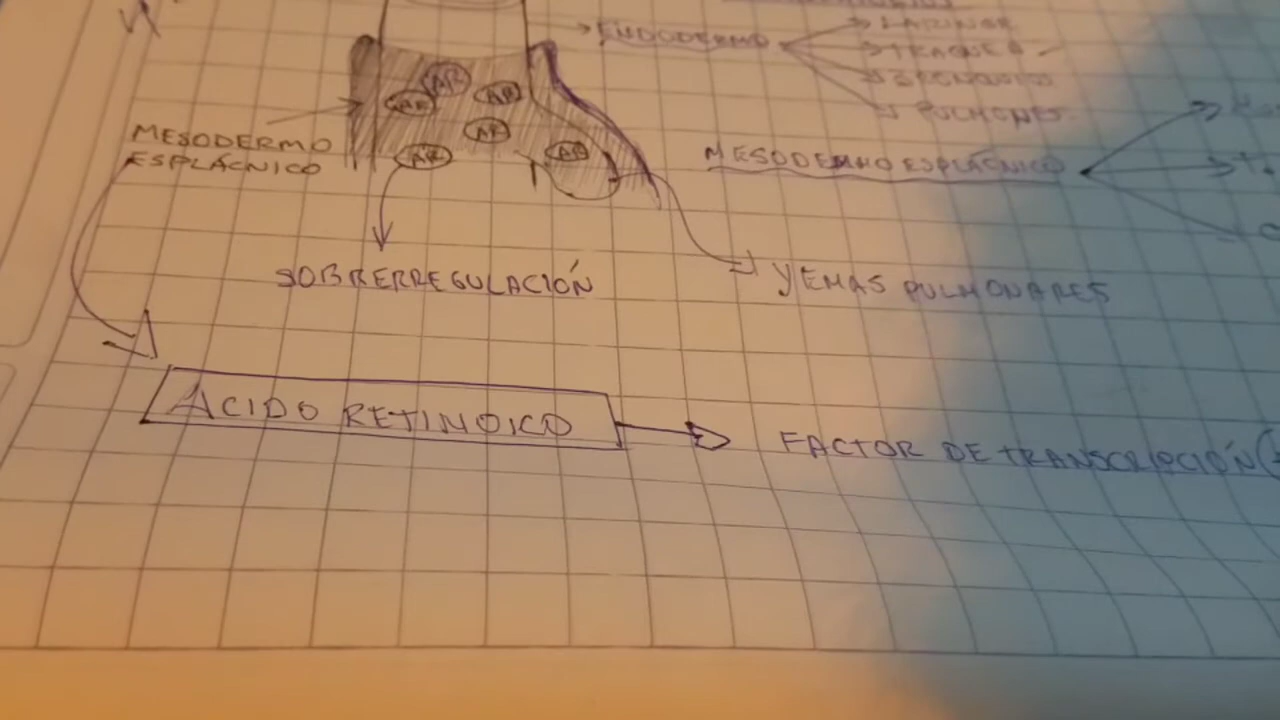 ENDODERMO
LARINGE
TRAQUEA
BRONQUIOS
PULMONES
AR
AR
AR
AR
AR
AR
MESODERMO
ESPLÁCNICO
MESODERMO ESPLÁCNICO
SOBRERREGULACIÓN
YEMAS PULMONARES
ACIDO RETINOICO
FACTOR DE TRANSCRIPCIÓN (